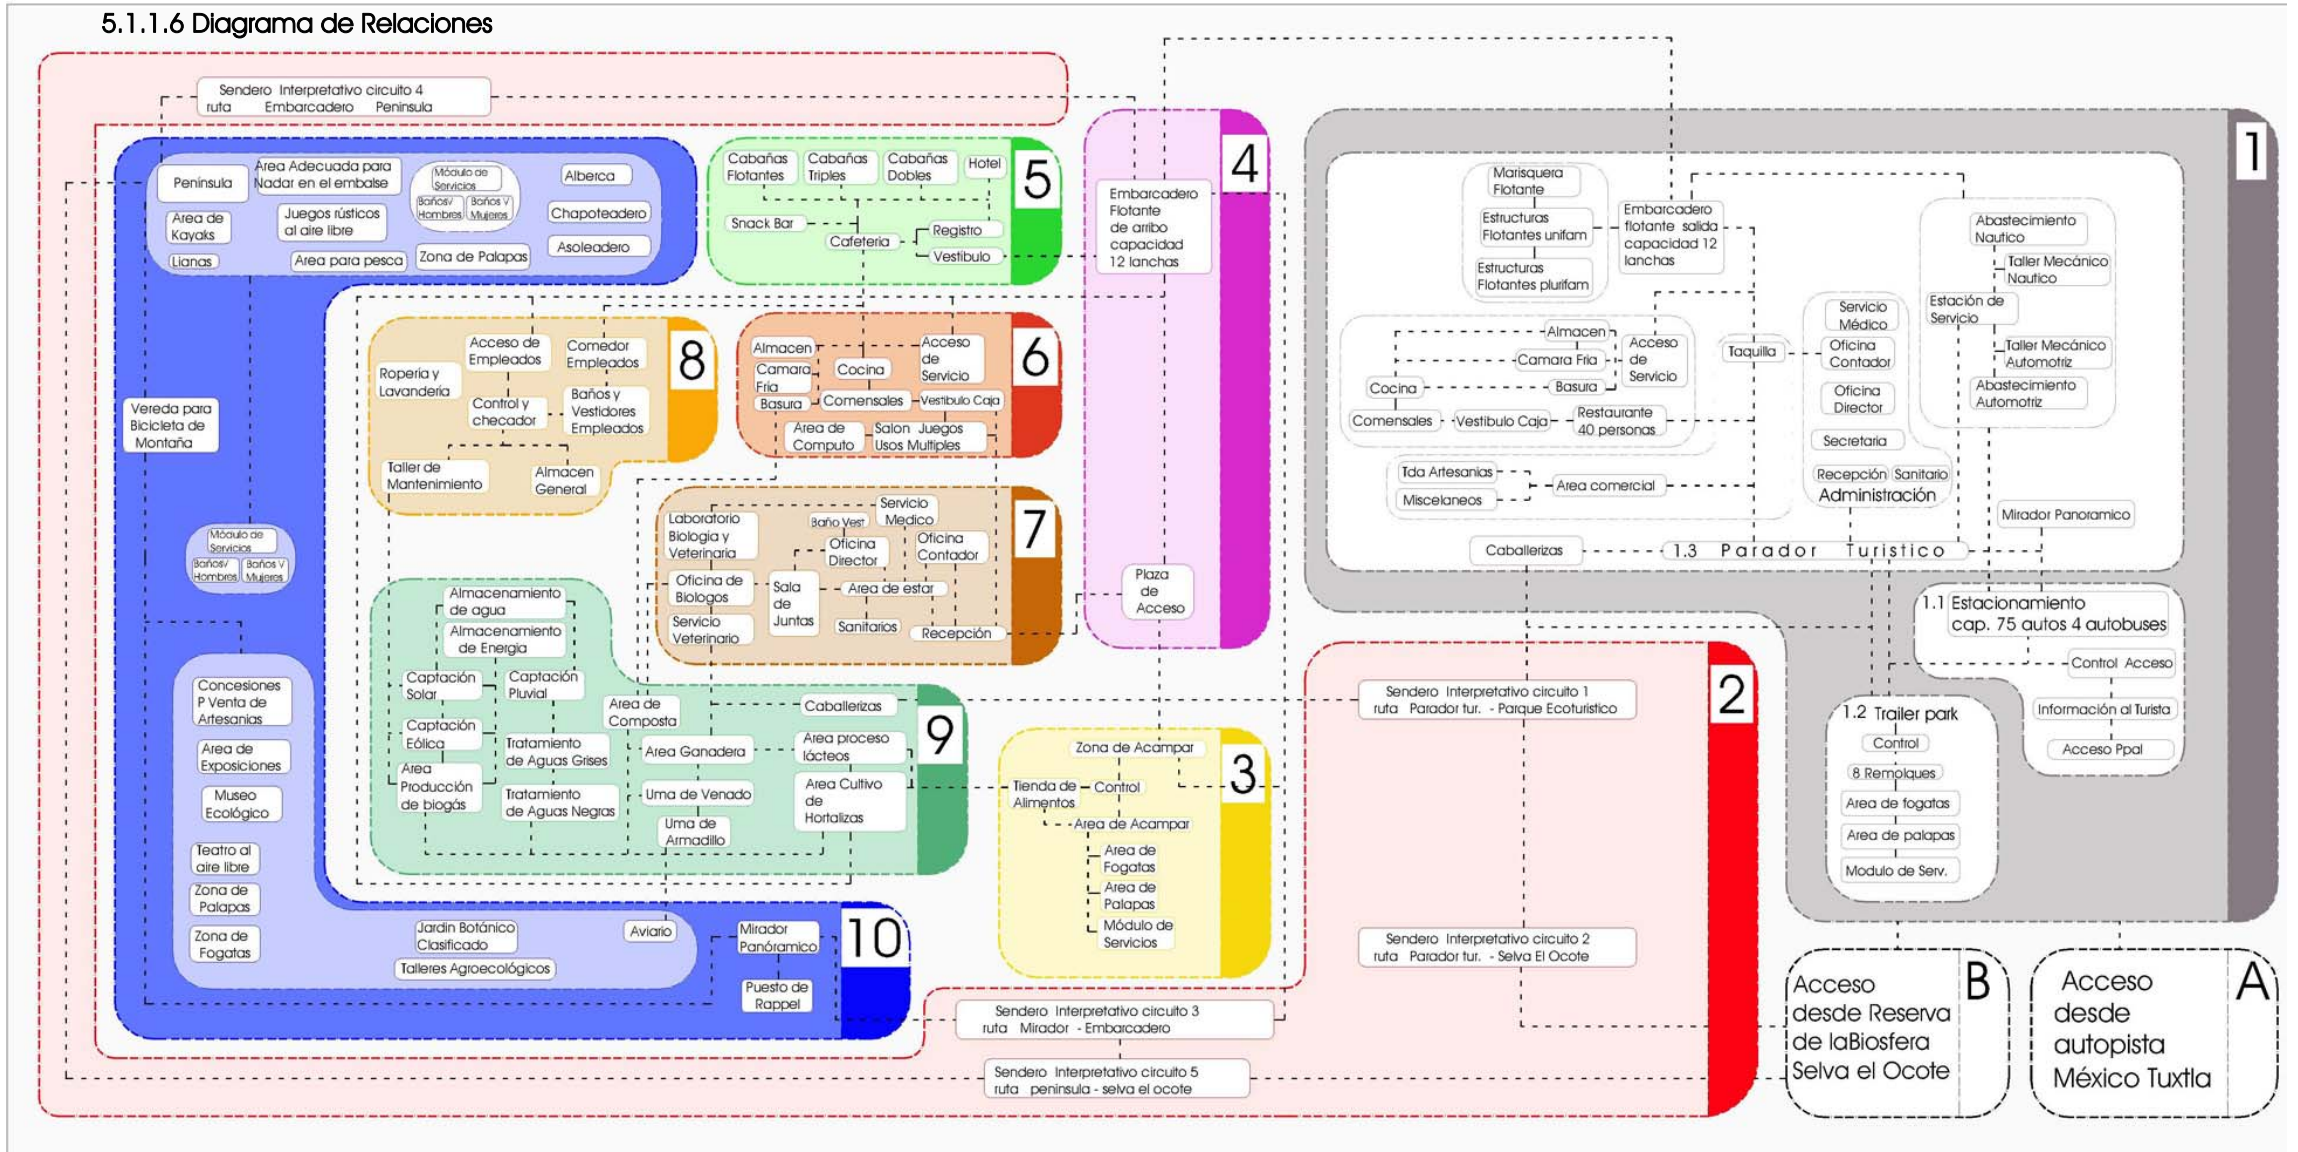 5.1.1.6 Diagrama de Relaciones
Sendero Interpretativo circuito 4
ruta Embarcadero Peninsula
Península
Area Adecuada para
Nadar en el embalse
Módulo de
Servicios
Baños/
Hombres
Baños V
Mujeres
Alberca
Area de
Kayaks
Juegos rústicos
al aire libre
Chapoteadero
Lianas
Area para pesca
Zona de Palapas
Asoleadero
Vereda para
Bicicleta de
Montaña
Módulo de
Servicios
Baños/
Hombres
Baños V
Mujeres
Concesiones
P Venta de
Artesanias
Area de
Exposiciones
Museo
Ecológico
Teatro al
aire libre
Zona de
Palapas
Zona de
Fogatas
Jardin Botánico
Clasificado
Talleres Agroecológicos
Aviario
Mirador
Panóramico
Puesto de
Rappel
10
Cabañas
Flotantes
Cabañas
Triples
Cabañas
Dobles
Hotel
5
Snack Bar
Cafeteria
Registro
Vestibulo
8
Acceso de
Empleados
Comedor
Empleados
Ropería y
Lavandería
Control y
checador
Baños y
Vestidores
Empleados
Taller de
Mantenimiento
Almacen
General
6
Almacen
Camara
Fria
Basura
Cocina
Acceso
de
Servicio
Comensales
Vestibulo Caja
Area de
Computo
Salon Juegos
Usos Multiples
7
Laboratorio
Biologia y
Veterinaria
Servicio
Medico
Baño Vest
Oficina
Director
Oficina
Contador
Oficina de
Biologos
Sala
de
Juntas
Area de estar
Servicio
Veterinario
Sanitarios
Recepción
9
Almacenamiento
de agua
Almacenamiento
de Energia
Captación
Solar
Captación
Pluvial
Captación
Eólica
Area
Producción
de biogás
Tratamiento
de Aguas Grises
Tratamiento
de Aguas Negras
Area de
Composta
Caballerizas
Area Ganadera
Area proceso
lácteos
Uma de Venado
Area Cultivo
de
Hortalizas
Uma de
Armadillo
4
Embarcadero
Flotante
de arribo
capacidad
12 lanchas
Plaza
de
Acceso
3
Zona de Acampar
Tienda de
Alimentos
Control
Area de Acampar
Area de
Fogatas
Area de
Palapas
Módulo de
Servicios
2
Sendero Interpretativo circuito 1
ruta Parador tur. - Parque Ecoturistico
Sendero Interpretativo circuito 2
ruta Parador tur. - Selva El Ocote
Sendero Interpretativo circuito 3
ruta Mirador - Embarcadero
Sendero Interpretativo circuito 5
ruta peninsula - selva el ocote
1
Marisquera
Flotante
Estructuras
Flotantes unifam
Estructuras
Flotantes plurifam
Embarcadero
flotante salida
capacidad 12
lanchas
Abastecimiento
Nautico
Taller Mecánico
Nautico
Estación de
Servicio
Taller Mecánico
Automotriz
Abastecimiento
Automotriz
Almacen
Camara Fria
Basura
Acceso
de
Servicio
Cocina
Comensales
Vestibulo Caja
Restaurante
40 personas
Taquilla
Servicio
Médico
Oficina
Contador
Oficina
Director
Secretaria
Recepción
Sanitario
Administración
Tda Artesanias
Miscelaneos
Area comercial
Mirador Panoramico
Caballerizas
1.3 Parador Turistico
1.1 Estacionamiento
cap. 75 autos 4 autobuses
Control Acceso
Información al Turista
Acceso Ppal
1.2 Trailer park
Control
8 Remolques
Area de fogatas
Area de palapas
Modulo de Serv.
B
Acceso
desde Reserva
de laBiosfera
Selva el Ocote
A
Acceso
desde
autopista
México Tuxtla